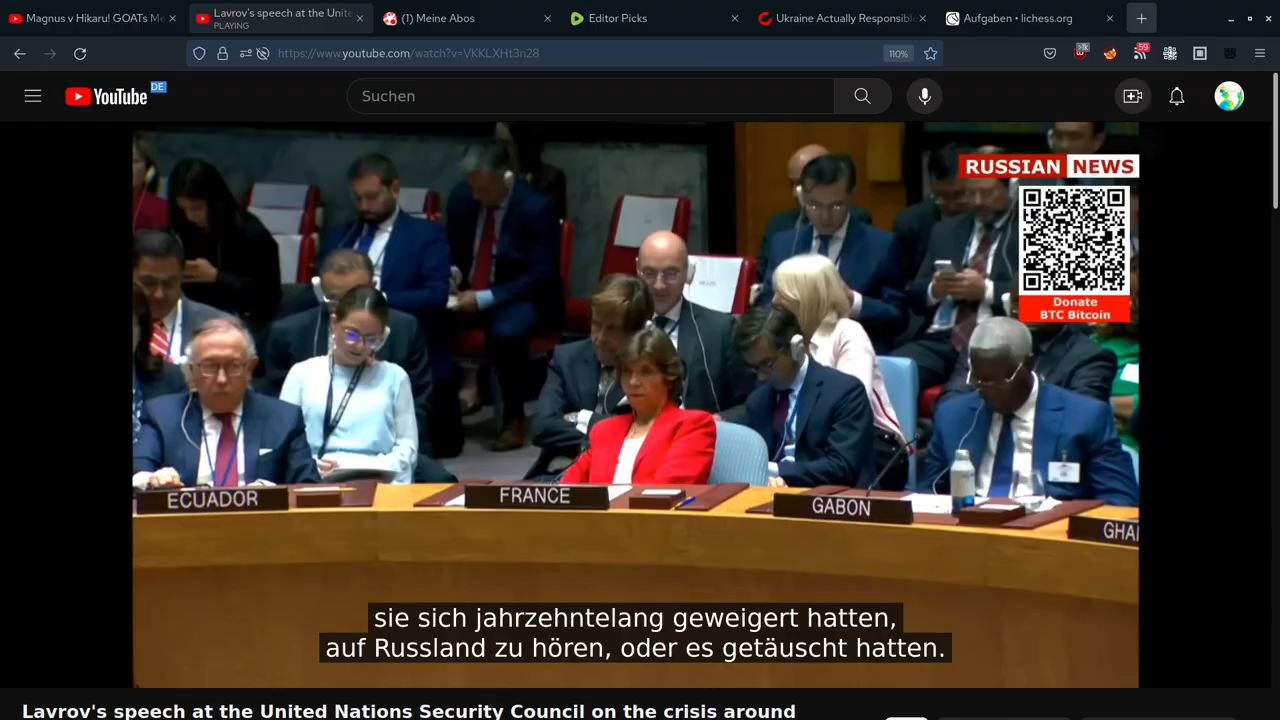 Magnus v Hikaru! GOATs Me
Lavrov's speech at the Unite
PLAYING
(1) Meine Abos
Editor Picks
Ukraine Actually Responsible
Aufgaben • lichess.org
https://www.youtube.com/watch?v=VKKLXHt3n28
110%
>1k
59
YouTube DE
Suchen
RUSSIAN NEWS
Donate
BTC Bitcoin
ECUADOR
FRANCE
GABON
GHA
sie sich jahrzehntelang geweigert hatten,
auf Russland zu hören, oder es getäuscht hatten.
Lavrov's speech at the United Nations Security Council on the crisis around